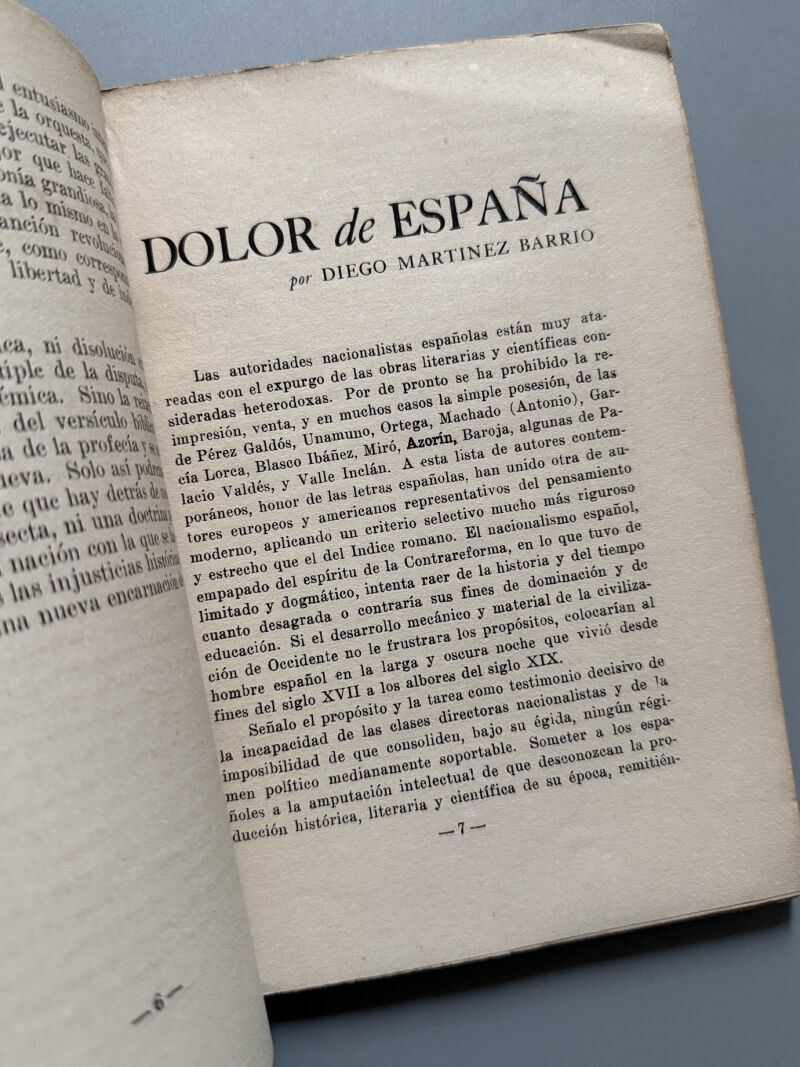 l entusiasmo
e la orquesta,
ejecutar las
or que hace
onía grandiosa,
a lo mismo en
anción
e, como
libertad y de
ica, ni disolución
tiple de la disputa,
émica. Sino la
del versículo
sa de la profecía y
ueva. Solo así
e que hay detrás de
secta, ni una doctrina
nación con la que se
s las injusticias
una nueva encarnación
— 6 —
DOLOR de ESPAÑA
por DIEGO MARTINEZ BARRIO
Las autoridades nacionalistas españolas están muy ata-
readas con el expurgo de las obras literarias y científicas con-
sideradas heterodoxas. Por de pronto se ha prohibido la re-
impresión, venta, y en muchos casos la simple posesión, de las
de Pérez Galdós, Unamuno, Ortega, Machado (Antonio), Gar-
cía Lorca, Blasco Ibáñez, Miró, Azorín, Baroja, algunas de Pa-
lacio Valdés, y Valle Inclán. A esta lista de autores contem-
poráneos, honor de las letras españolas, han unido otra de au-
tores europeos y americanos representativos del pensamiento
moderno, aplicando un criterio selectivo mucho más riguroso
y estrecho que el del Indice romano. El nacionalismo español,
empapado del espíritu de la Contrareforma, en lo que tuvo de
limitado y dogmático, intenta raer de la historia y del tiempo
cuanto desagrada o contraría sus fines de dominación y de
educación. Si el desarrollo mecánico y material de la civiliza-
ción de Occidente no le frustrara los propósitos, colocarían al
hombre español en la larga y oscura noche que vivió desde
fines del siglo XVII a los albores del siglo XIX.
Señalo el propósito y la tarea como testimonio decisivo de
la incapacidad de las clases directoras nacionalistas y de la
imposibilidad de que consoliden, bajo su égida, ningún régi-
men político medianamente soportable. Someter a los espa-
ñoles a la amputación intelectual de que desconozcan la pro-
ducción histórica, literaria y científica de su época, remitién-
— 7 —